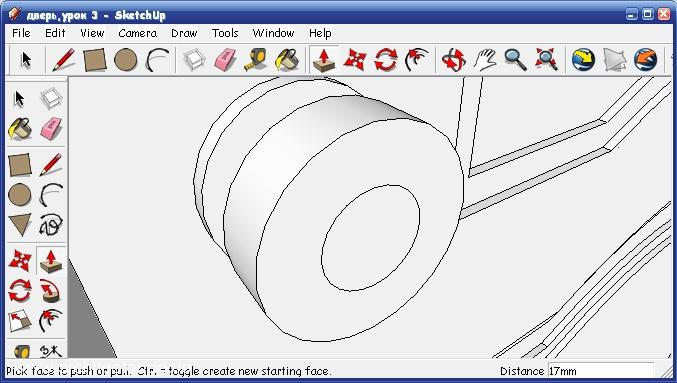 дверь,урок 3 - SketchUp
File Edit View Camera Draw Tools Window Help
Pick face to push or pull. Ctrl = toggle create new starting face. Distance 17mm